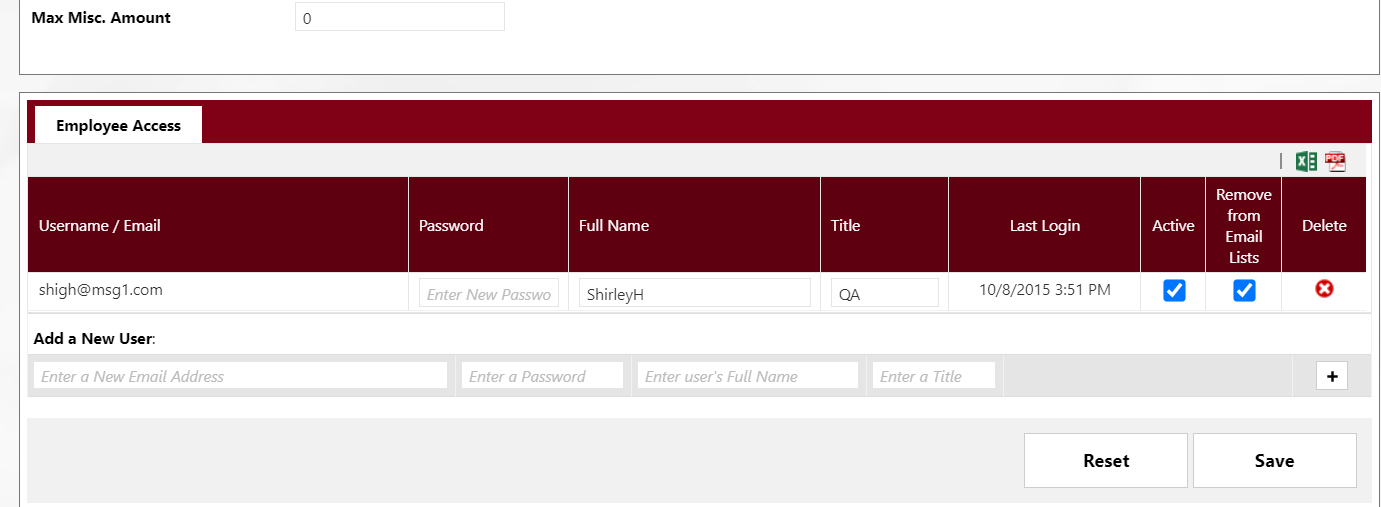 Max Misc. Amount 0
Employee Access
|
PDF
Username / Email Password Full Name Title Last Login Active Remove from Email Lists Delete
shigh@msg1.com Enter New Passwo ShirleyH QA 10/8/2015 3:51 PM
Add a New User:
Enter a New Email Address Enter a Password Enter user's Full Name Enter a Title +
Reset Save